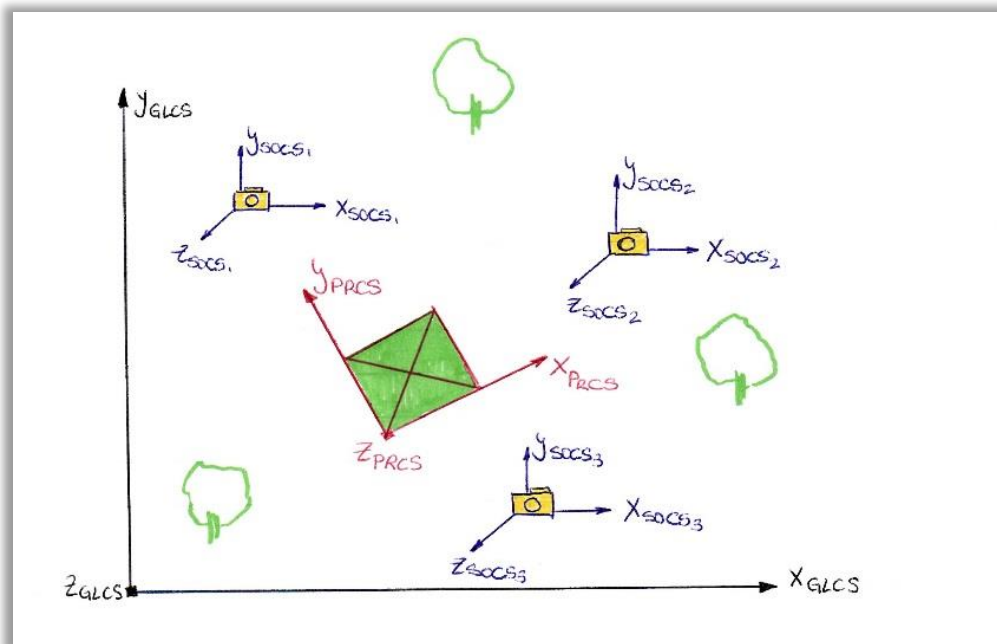 yGLCS
ySOCS1
xSOCS1
zSOCS1
ySOCS2
xSOCS2
zSOCS2
yPRCS
xPRCS
zPRCS
ySOCS3
xSOCS3
zSOCS3
zGLCS
xGLCS